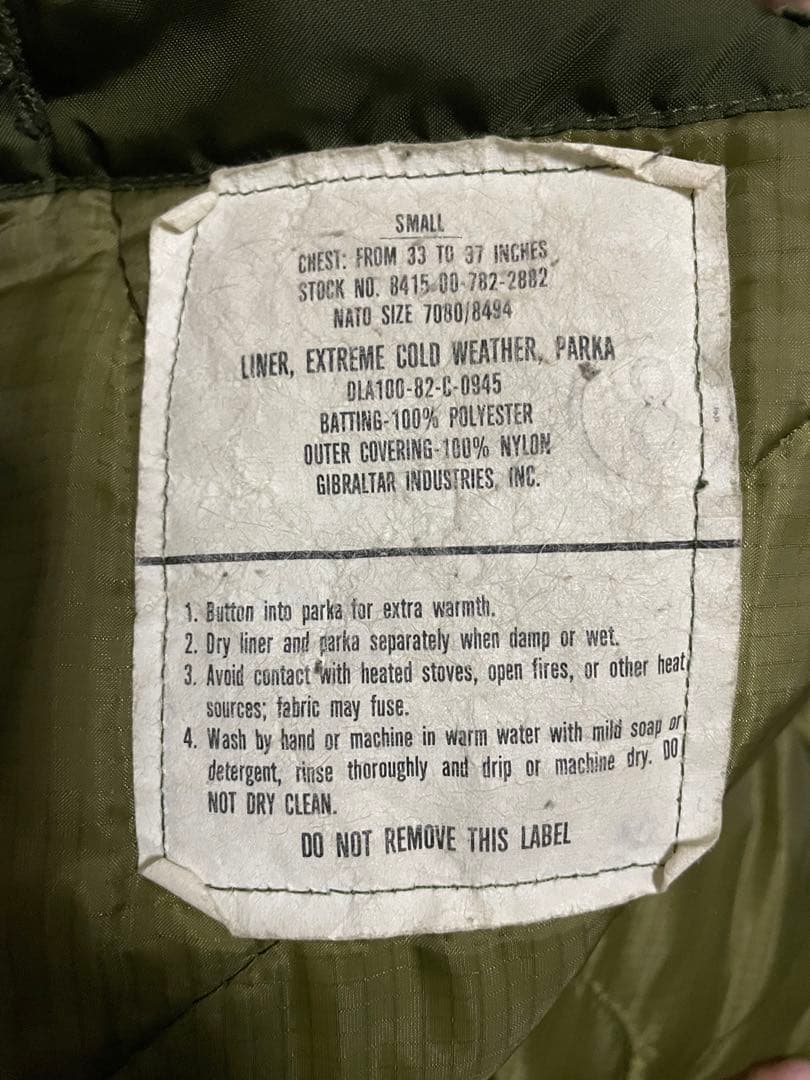 SMALL
CHEST: FROM 33 TO 37 INCHES
STOCK NO. 8415-00-782-2882
NATO SIZE 7080/8494
LINER, EXTREME COLD WEATHER, PARKA
DLA100-82-C-0945
BATTING-100% POLYESTER
OUTER COVERING-100% NYLON
GIBRALTAR INDUSTRIES, INC.
1. Button into parka for extra warmth.
2. Dry liner and parka separately when damp or wet.
3. Avoid contact with heated stoves, open fires, or other heat
sources; fabric may fuse.
4. Wash by hand or machine in warm water with mild soap or
detergent, rinse thoroughly and drip or machine dry. DO
NOT DRY CLEAN.
DO NOT REMOVE THIS LABEL